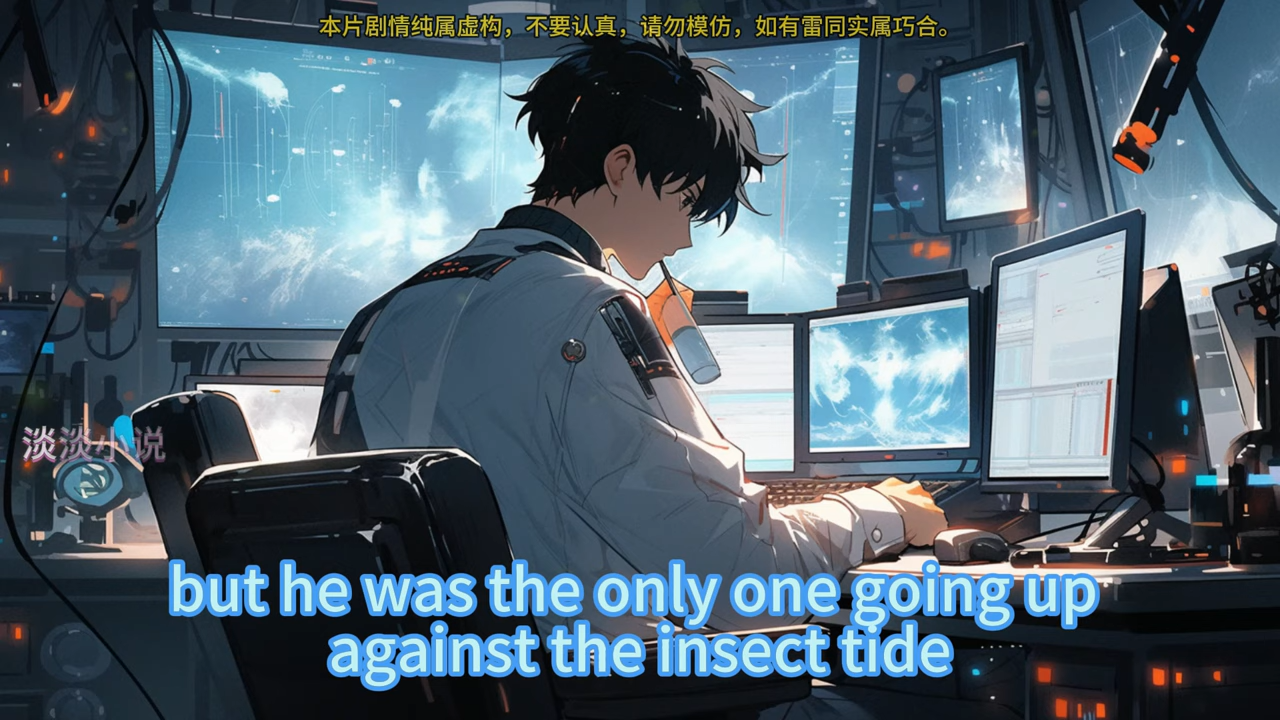 本片剧情纯属虚构，不要认真，请勿模仿，如有雷同实属巧合。
淡淡小说
but he was the only one going up
against the insect tide